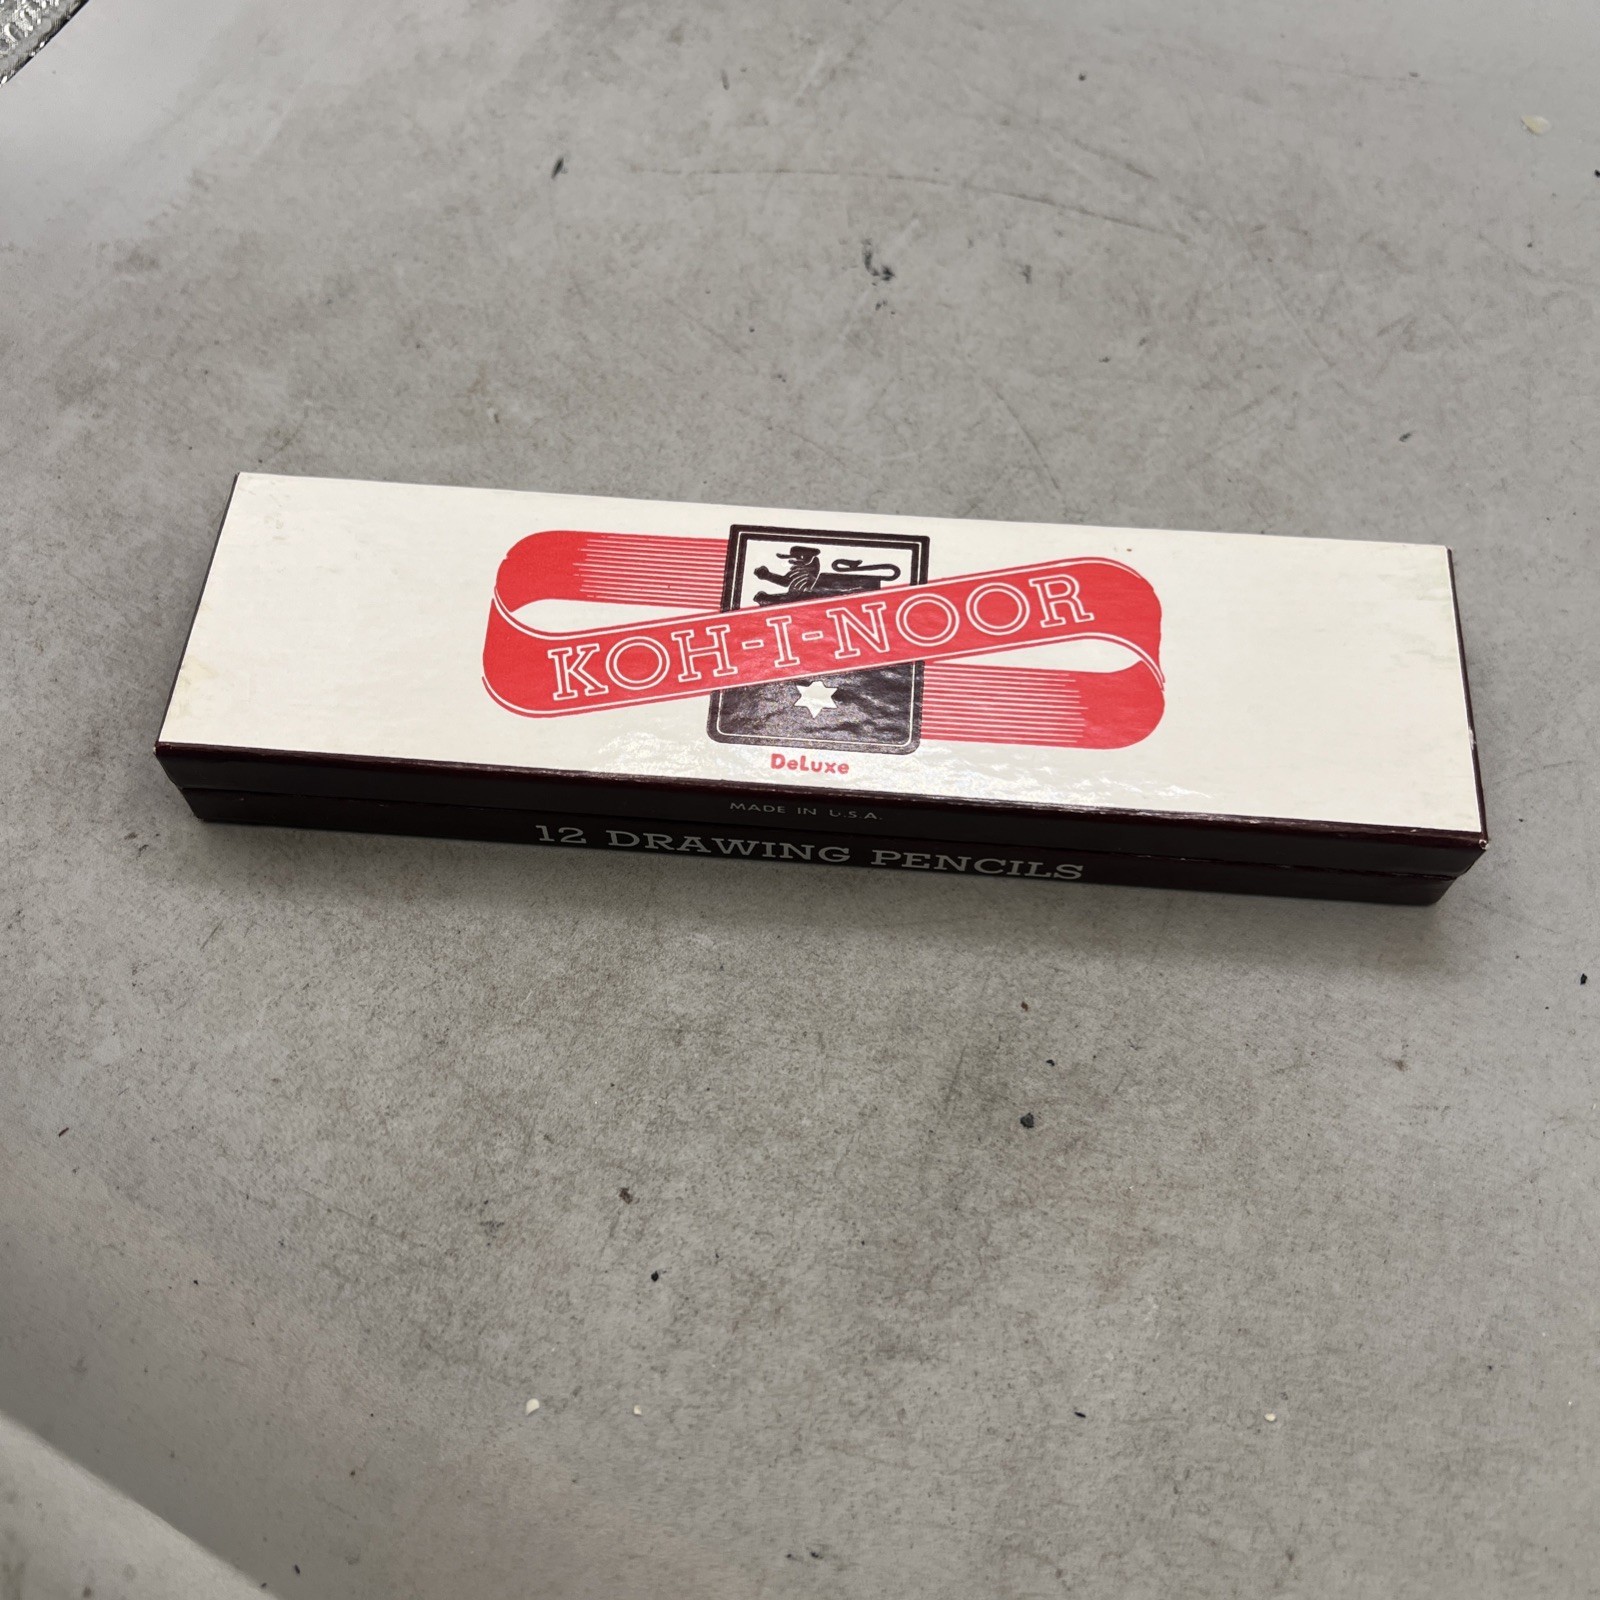 KOH-I-NOOR
DeLuxe
MADE IN U.S.A.
12 DRAWING PENCILS